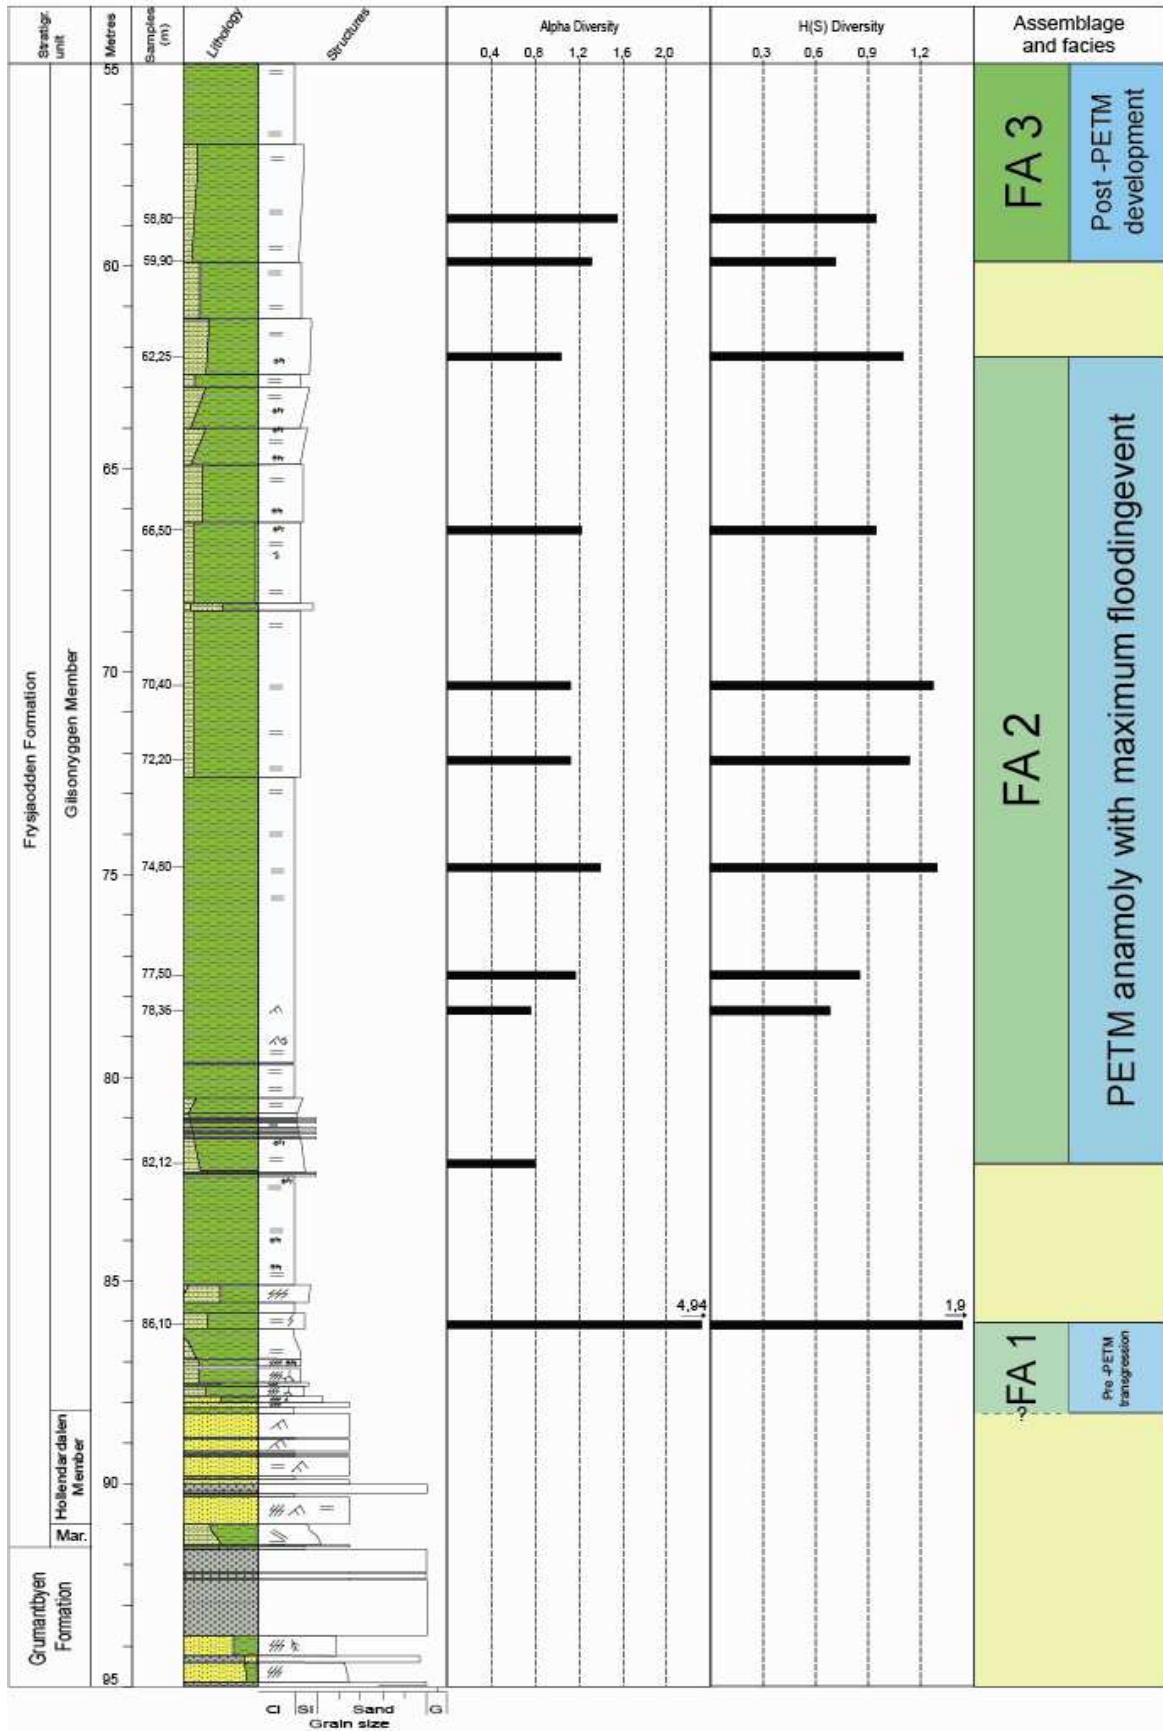 Stratigr.
unit
Metres
Samples
(m)
Lithology
Structures
Alpha Diversity
0,4 0,8 1,2 1,6 2,0
H(S) Diversity
0,3 0,6 0,9 1,2
Assemblage
and facies
55
58,80
59,90
60
62,25
65
66,50
70
70,40
72,20
74,80
75
77,50
78,36
80
82,12
85
86,10
90
95
4,94
1,9
Frysjaodden Formation
Gilsonryggen Member
Hollendardalen
Member
Mar.
Grumantbyen
Formation
FA 3
Post -PETM
development
FA 2
PETM anamoly with maximum floodingevent
FA 1
?
Pre -PETM
transgression
Cl Si Sand G
Grain size